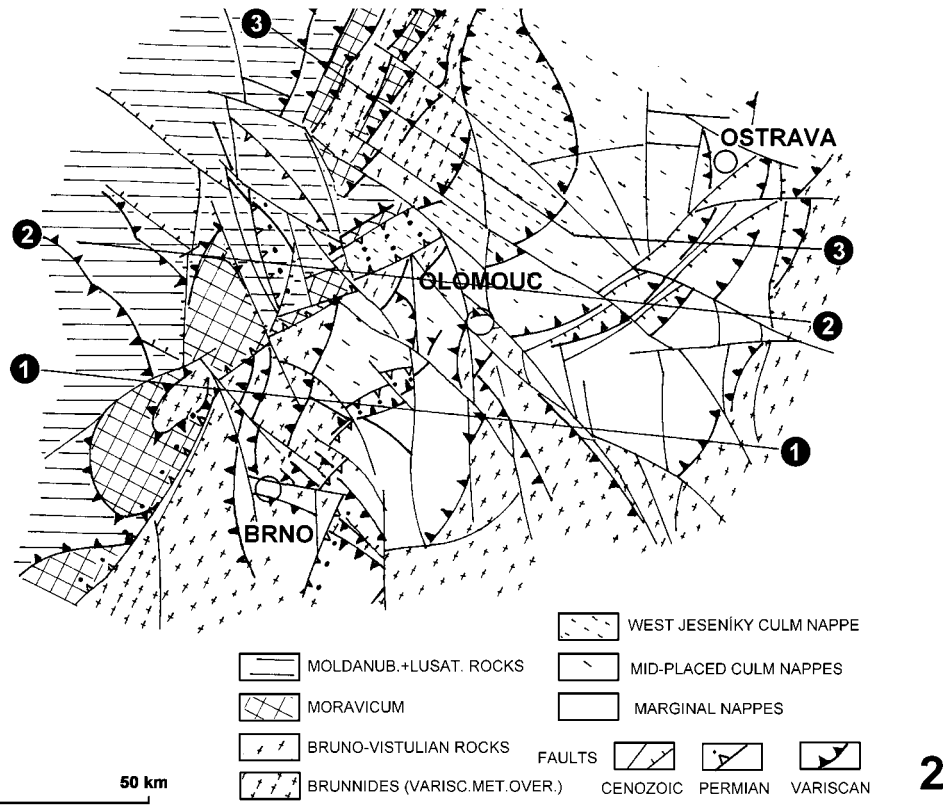 3
OSTRAVA
2
3
OLOMOUC
2
1
1
BRNO
WEST JESENÍKY CULM NAPPE
MOLDANUB.+LUSAT. ROCKS
MID-PLACED CULM NAPPES
MORAVICUM
MARGINAL NAPPES
BRUNO-VISTULIAN ROCKS
FAULTS
50 km
BRUNNIDES (VARISC.MET.OVER.)
CENOZOIC PERMIAN VARISCAN
2